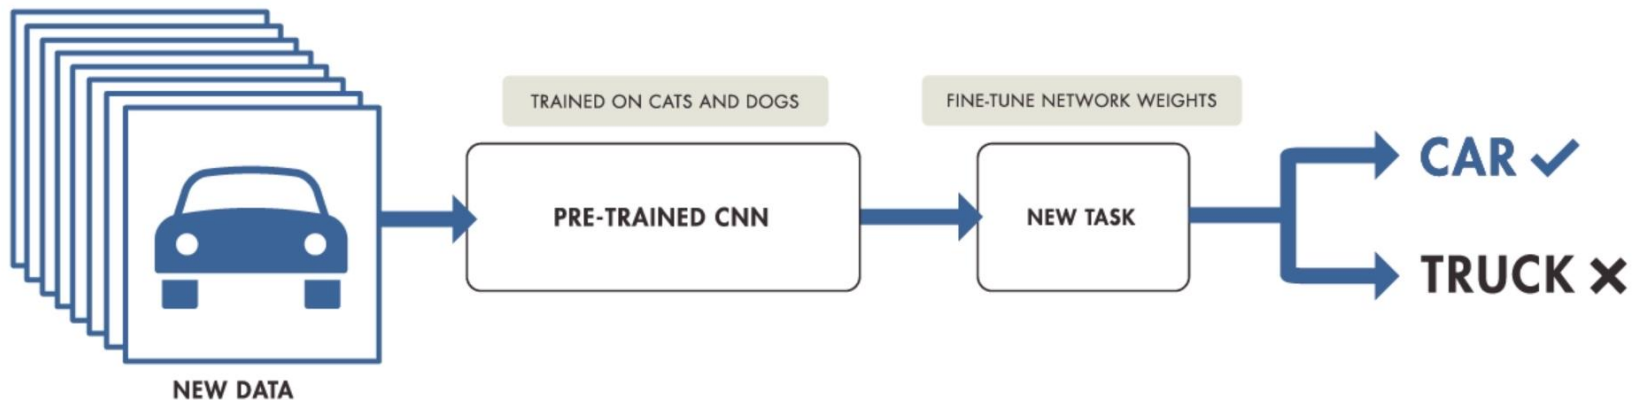 TRAINED ON CATS AND DOGS
FINE-TUNE NETWORK WEIGHTS
CAR
PRE-TRAINED CNN
NEW TASK
TRUCK
NEW DATA